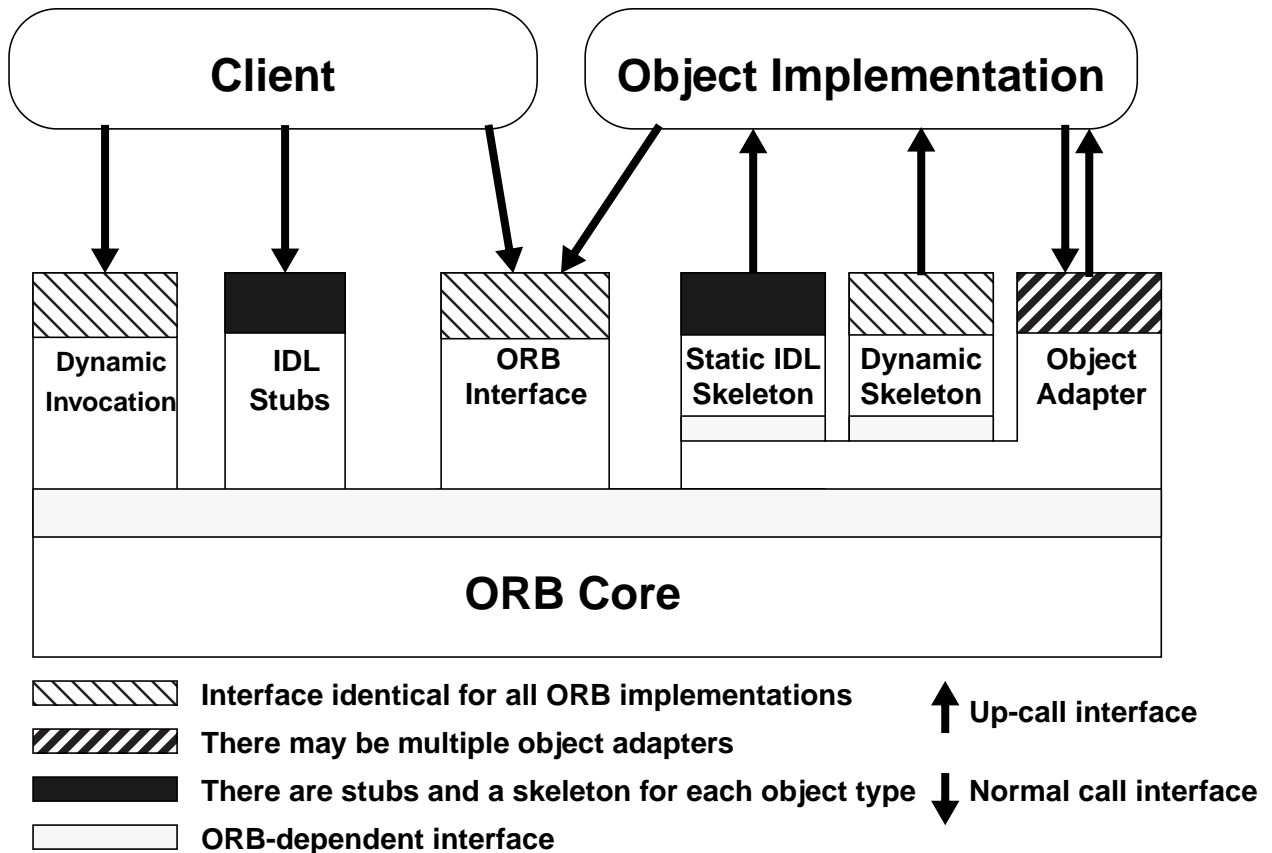 Client
Object Implementation
Dynamic
Invocation
IDL
Stubs
ORB
Interface
Static IDL
Skeleton
Dynamic
Skeleton
Object
Adapter
ORB Core
Interface identical for all ORB implementations
There may be multiple object adapters
There are stubs and a skeleton for each object type
ORB-dependent interface
Up-call interface
Normal call interface